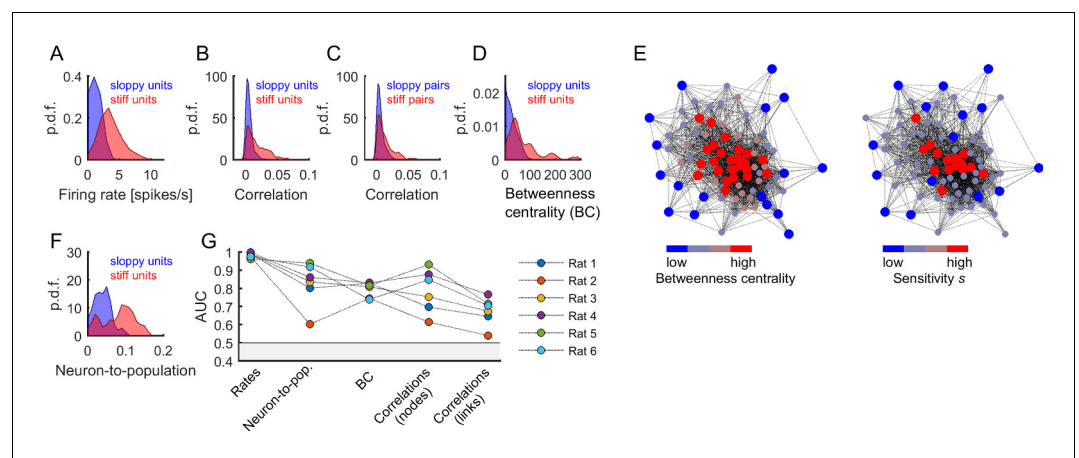 A
p.d.f.
0.4
0.2
0
sloppy units
stiff units
0 5 10
Firing rate [spikes/s]
B
p.d.f.
100
50
0
sloppy units
stiff units
0 0.05 0.1
Correlation
C
p.d.f.
100
50
0
sloppy pairs
stiff pairs
0 0.05 0.1
Correlation
D
p.d.f.
0.02
0.01
0
sloppy units
stiff units
0 100 200 300
Betweenness
centrality (BC)
E
low high
Betweenness centrality
low high
Sensitivity s
F
p.d.f.
30
20
10
0
sloppy units
stiff units
0 0.1 0.2
Neuron-to-population
G
AUC
1
0.9
0.8
0.7
0.6
0.5
0.4
Rates
Neuron-to-pop.
BC
Correlations
(nodes)
Correlations
(links)
Rat 1
Rat 2
Rat 3
Rat 4
Rat 5
Rat 6